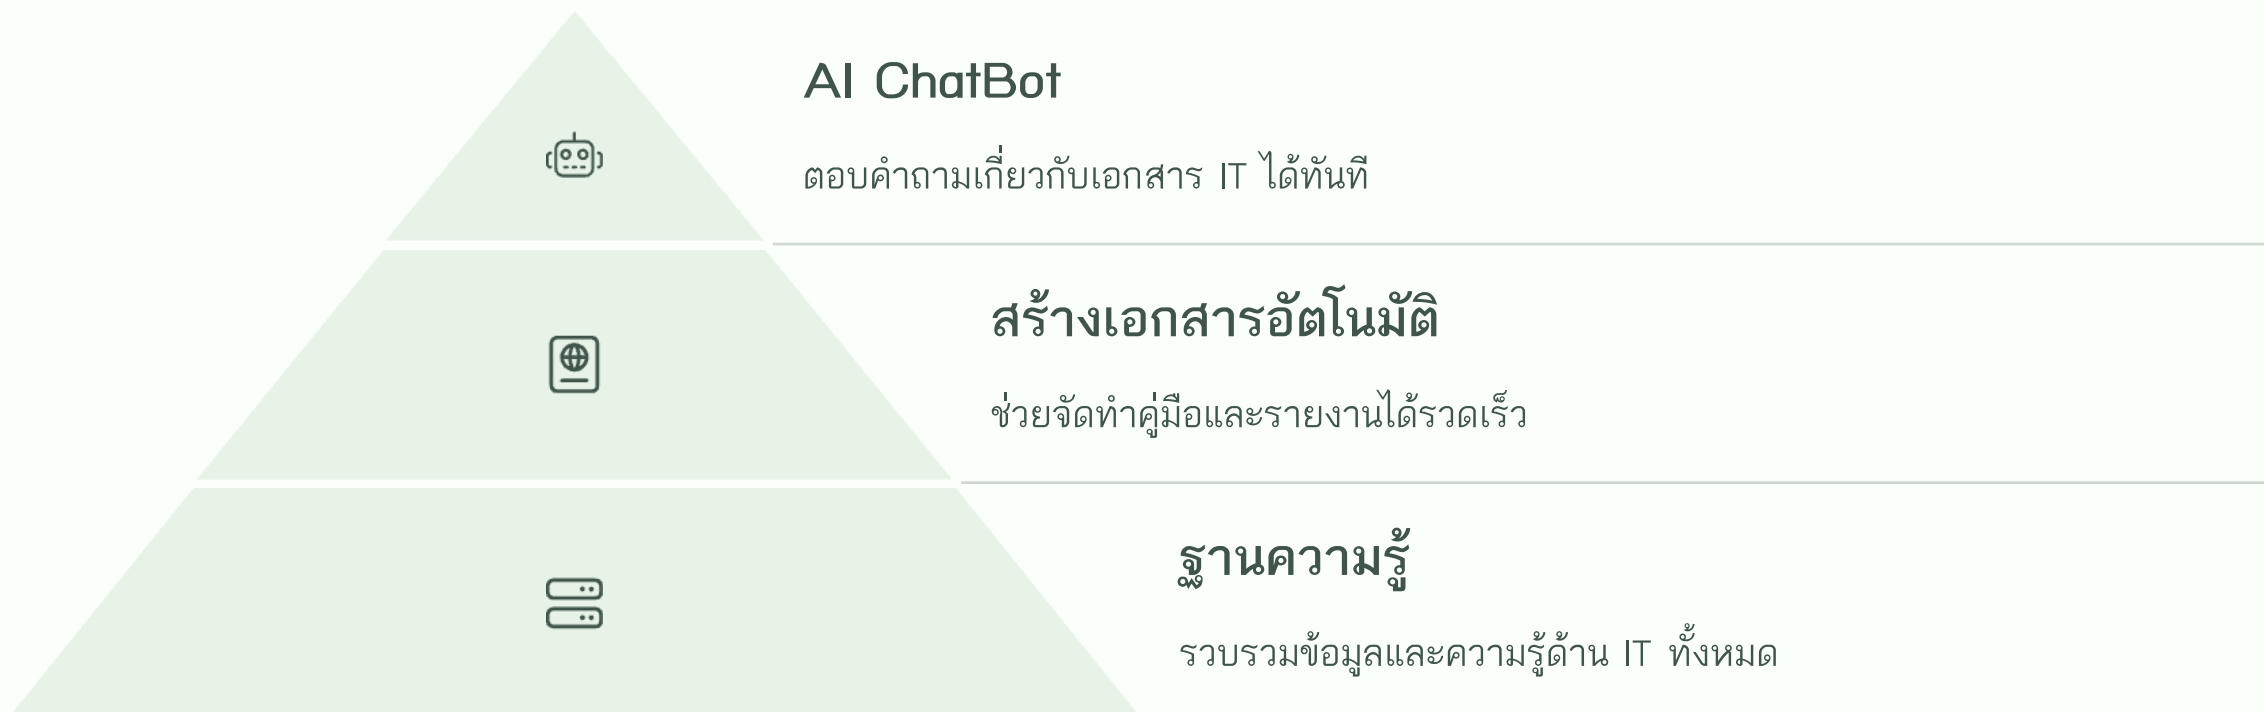 AI ChatBot
ตอบคำถามเกี่ยวกับเอกสาร IT ได้ทันที
สร้างเอกสารอัตโนมัติ
ช่วยจัดทำคู่มือและรายงานได้รวดเร็ว
ฐานความรู้
รวบรวมข้อมูลและความรู้ด้าน IT ทั้งหมด